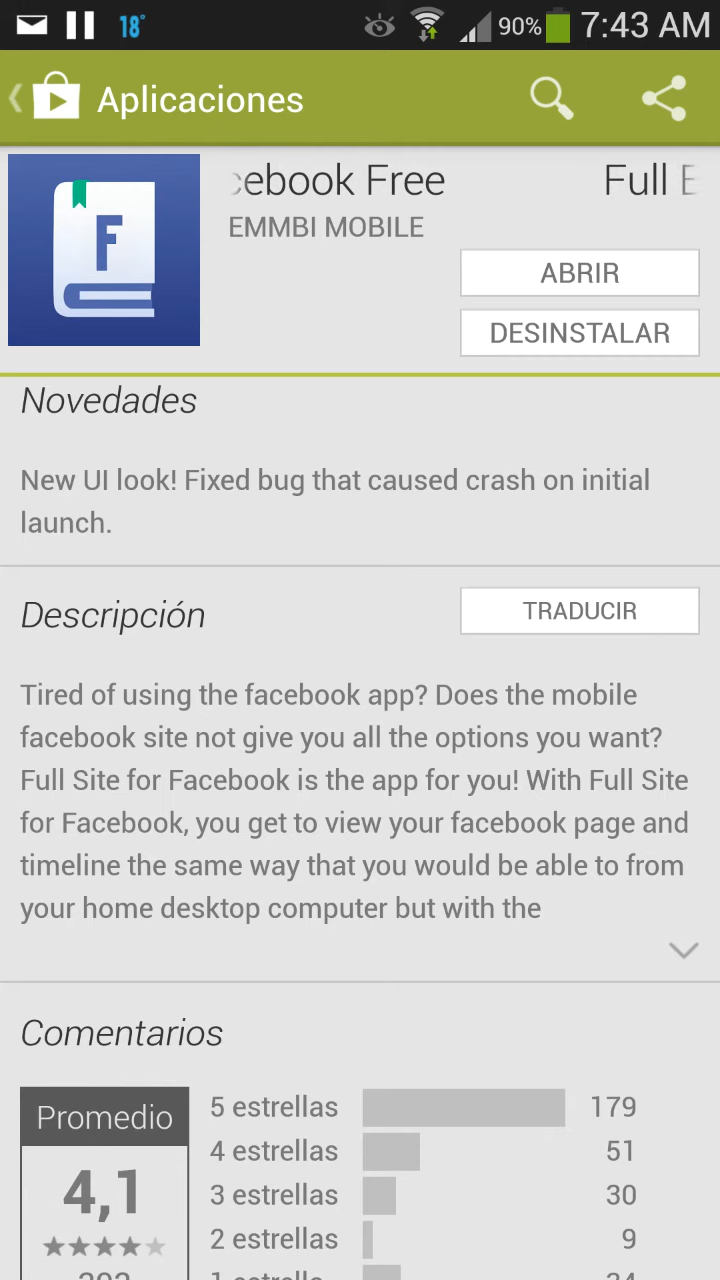 18°
90% 7:43 AM
Aplicaciones
ebook Free Full
EMMBI MOBILE
F
ABRIR
DESINSTALAR
Novedades
New UI look! Fixed bug that caused crash on initial
launch.
Descripción
TRADUCIR
Tired of using the facebook app? Does the mobile
facebook site not give you all the options you want?
Full Site for Facebook is the app for you! With Full Site
for Facebook, you get to view your facebook page and
timeline the same way that you would be able to from
your home desktop computer but with the
Comentarios
Promedio
4,1
5 estrellas 179
4 estrellas 51
3 estrellas 30
2 estrellas 9